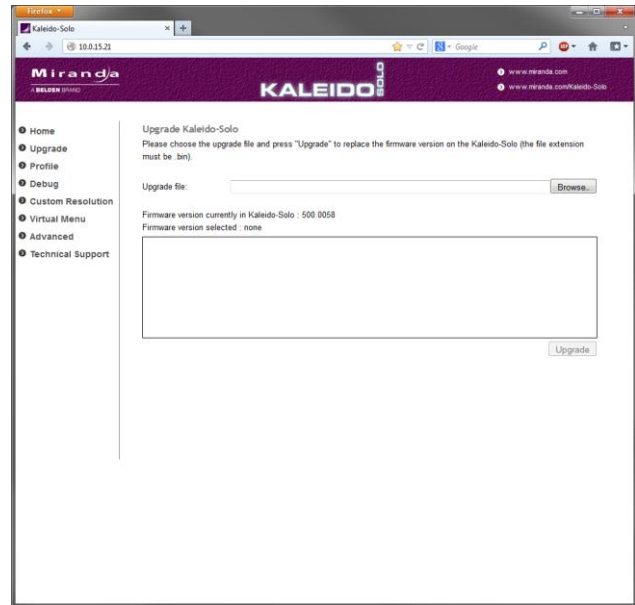 Firefox
Kaleido-Solo
10.0.15.21
Google
Miranda
A BELDEN BRAND
KALEIDO SOLO
www.miranda.com
www.miranda.com/Kaleido-Solo
Home
Upgrade
Profile
Debug
Custom Resolution
Virtual Menu
Advanced
Technical Support
Upgrade Kaleido-Solo
Please choose the upgrade file and press "Upgrade" to replace the firmware version on the Kaleido-Solo (the file extension
must be .bin).
Upgrade file:
Browse..
Firmware version currently in Kaleido-Solo : 500.0058
Firmware version selected : none
Upgrade